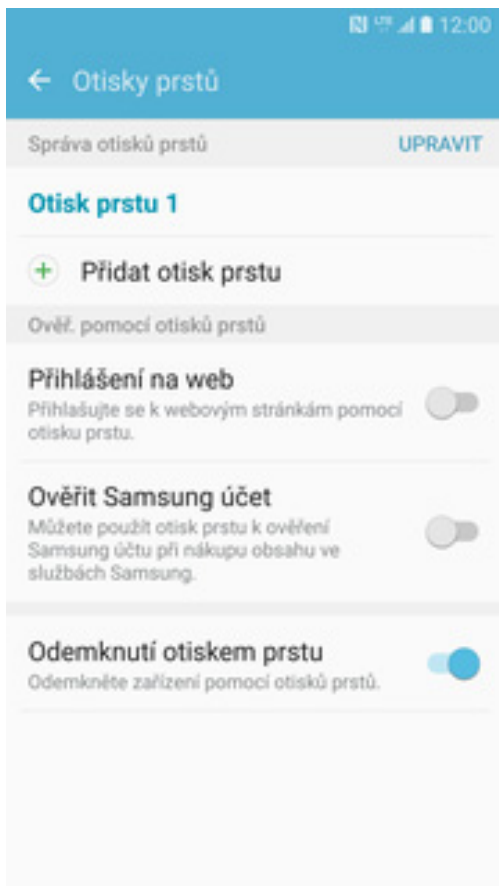 LTE 12:00
Otisky prstů
Správa otisků prstů UPRAVIT
Otisk prstu 1
Přidat otisk prstu
Ověř. pomocí otisků prstů
Přihlášení na web
Přihlašujte se k webovým stránkám pomocí
otisku prstu.
Ověřit Samsung účet
Můžete použít otisk prstu k ověření
Samsung účtu při nákupu obsahu ve
službách Samsung.
Odemknutí otiskem prstu
Odemkněte zařízení pomocí otisků prstů.